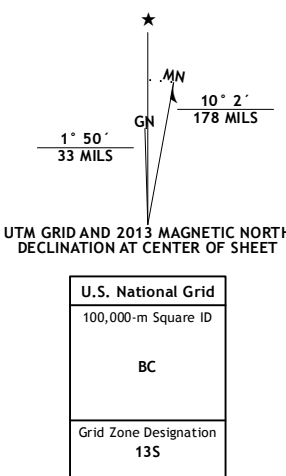 ★
MN
GN
10° 2´
178 MILS
1° 50´
33 MILS
UTM GRID AND 2013 MAGNETIC NORTH
DECLINATION AT CENTER OF SHEET
U.S. National Grid
100,000-m Square ID
BC
Grid Zone Designation
13S